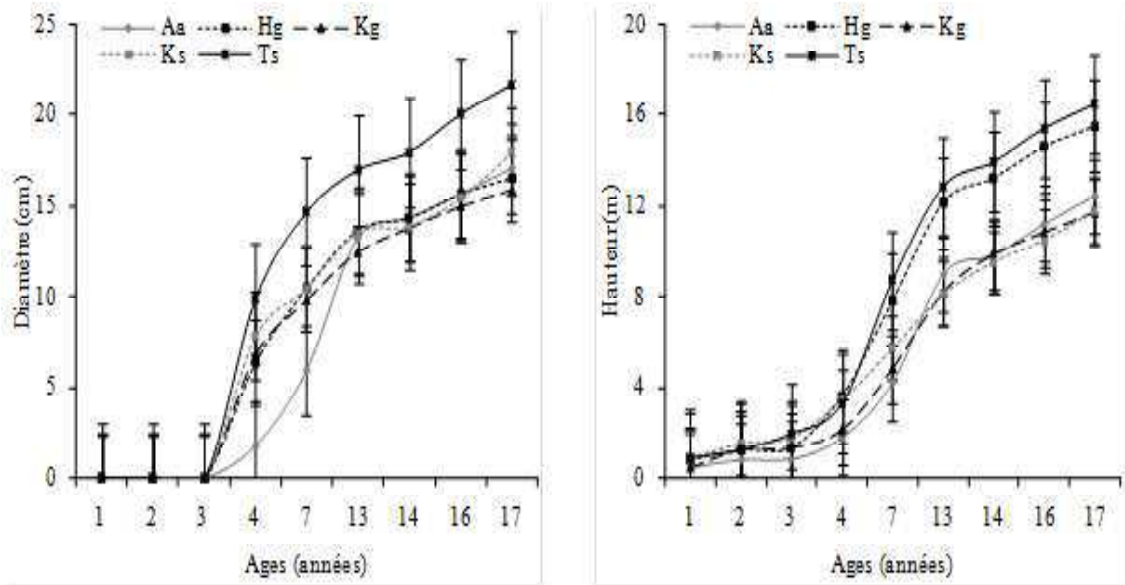 25
20
15
10
5
0
Diamètre (cm)
Aa Hg Kg
Ks Ts
1 2 3 4 7 13 14 16 17
Ages (années)
20
16
12
8
4
0
Hauteur(m)
Aa Hg Kg
Ks Ts
1 2 3 4 7 13 14 16 17
Ages (années)